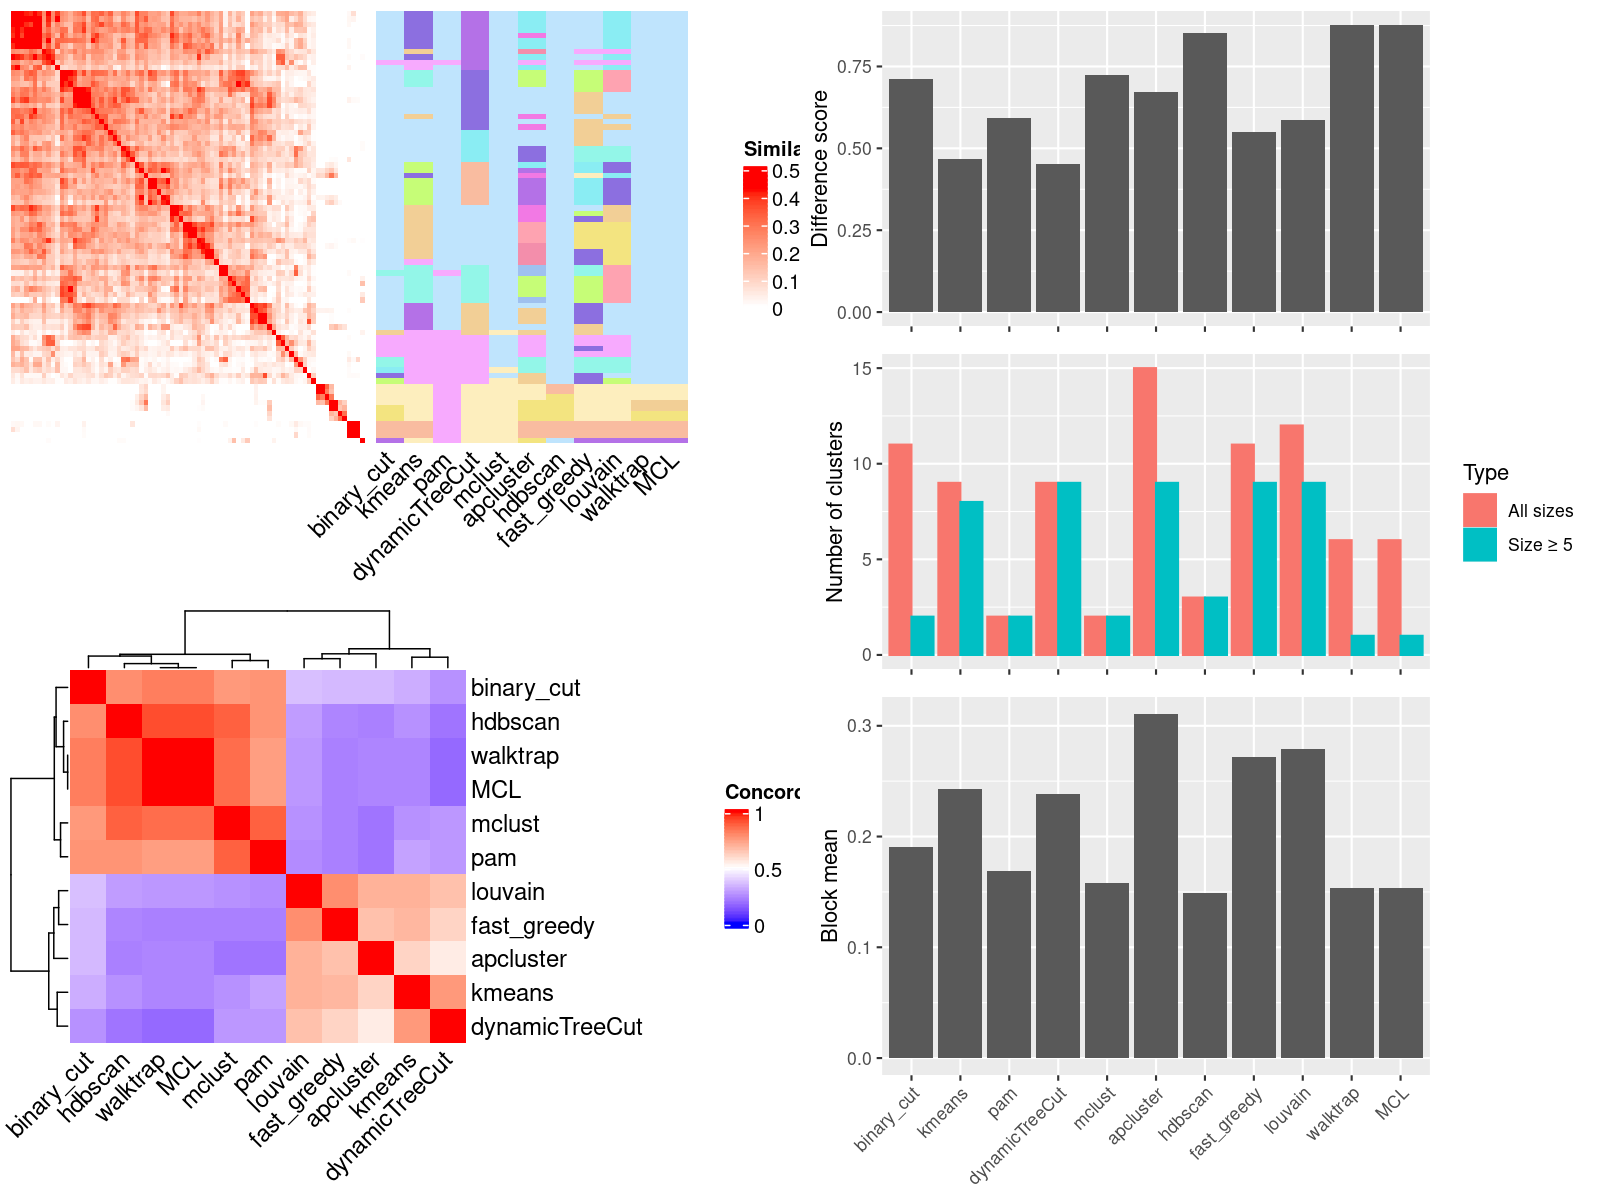 Simila
0.5
0.4
0.3
0.2
0.1
0
binary_cut
kmeans
pam
dynamicTreeCut
mclust
apcluster
hdbscan
fast_greedy
louvain
walktrap
MCL
Difference score
0.75
0.50
0.25
0.00
Number of clusters
15
10
5
0
Type
All sizes
Size ≥ 5
binary_cut
hdbscan
walktrap
MCL
mclust
pam
louvain
fast_greedy
apcluster
kmeans
dynamicTreeCut
binary_cut
hdbscan
walktrap
MCL
mclust
pam
louvain
fast_greedy
apcluster
kmeans
dynamicTreeCut
Concord
1
0.5
0
Block mean
0.3
0.2
0.1
0.0
binary_cut
kmeans
pam
dynamicTreeCut
mclust
apcluster
hdbscan
fast_greedy
louvain
walktrap
MCL